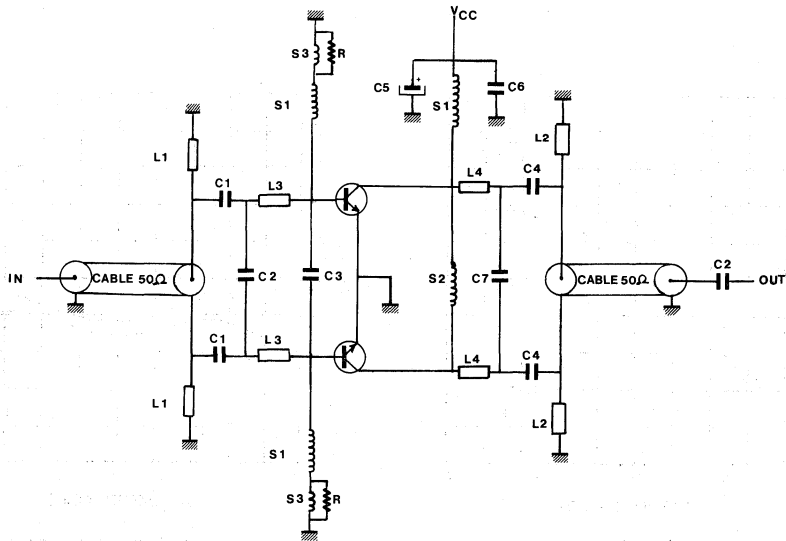 VCC
S3 R
C5 + C6
S1
S1
L2
L1
C1 L3 L4 C4
IN CABLE 50Ω C2 C3 S2 C7 CABLE 50Ω C2 OUT
C1 L3 L4 C4
L1
L2
S1
S3 R